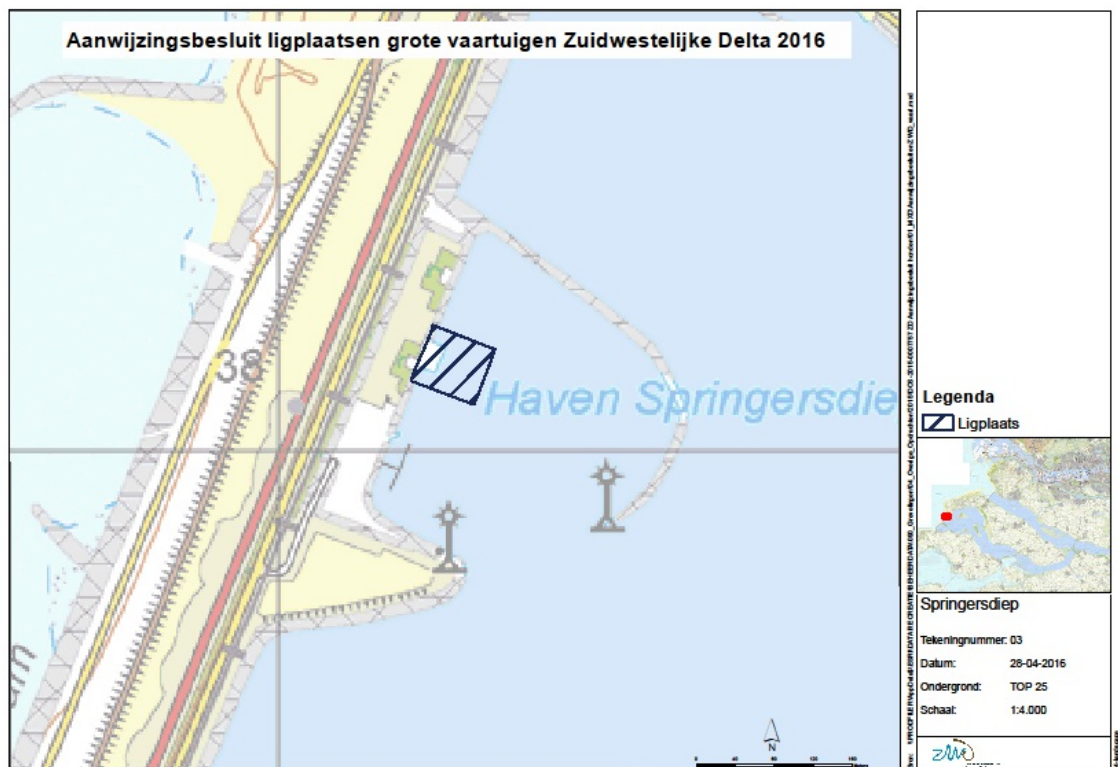 Aanwijzingsbesluit ligplaatsen grote vaartuigen Zuidwestelijke Delta 2016
38
Haven Springersdie
N
Legenda
Ligplaats
Springersdiep
Tekeningnummer: 03
Datum: 28-04-2016
Ondergrond: TOP 25
Schaal: 1:4.000